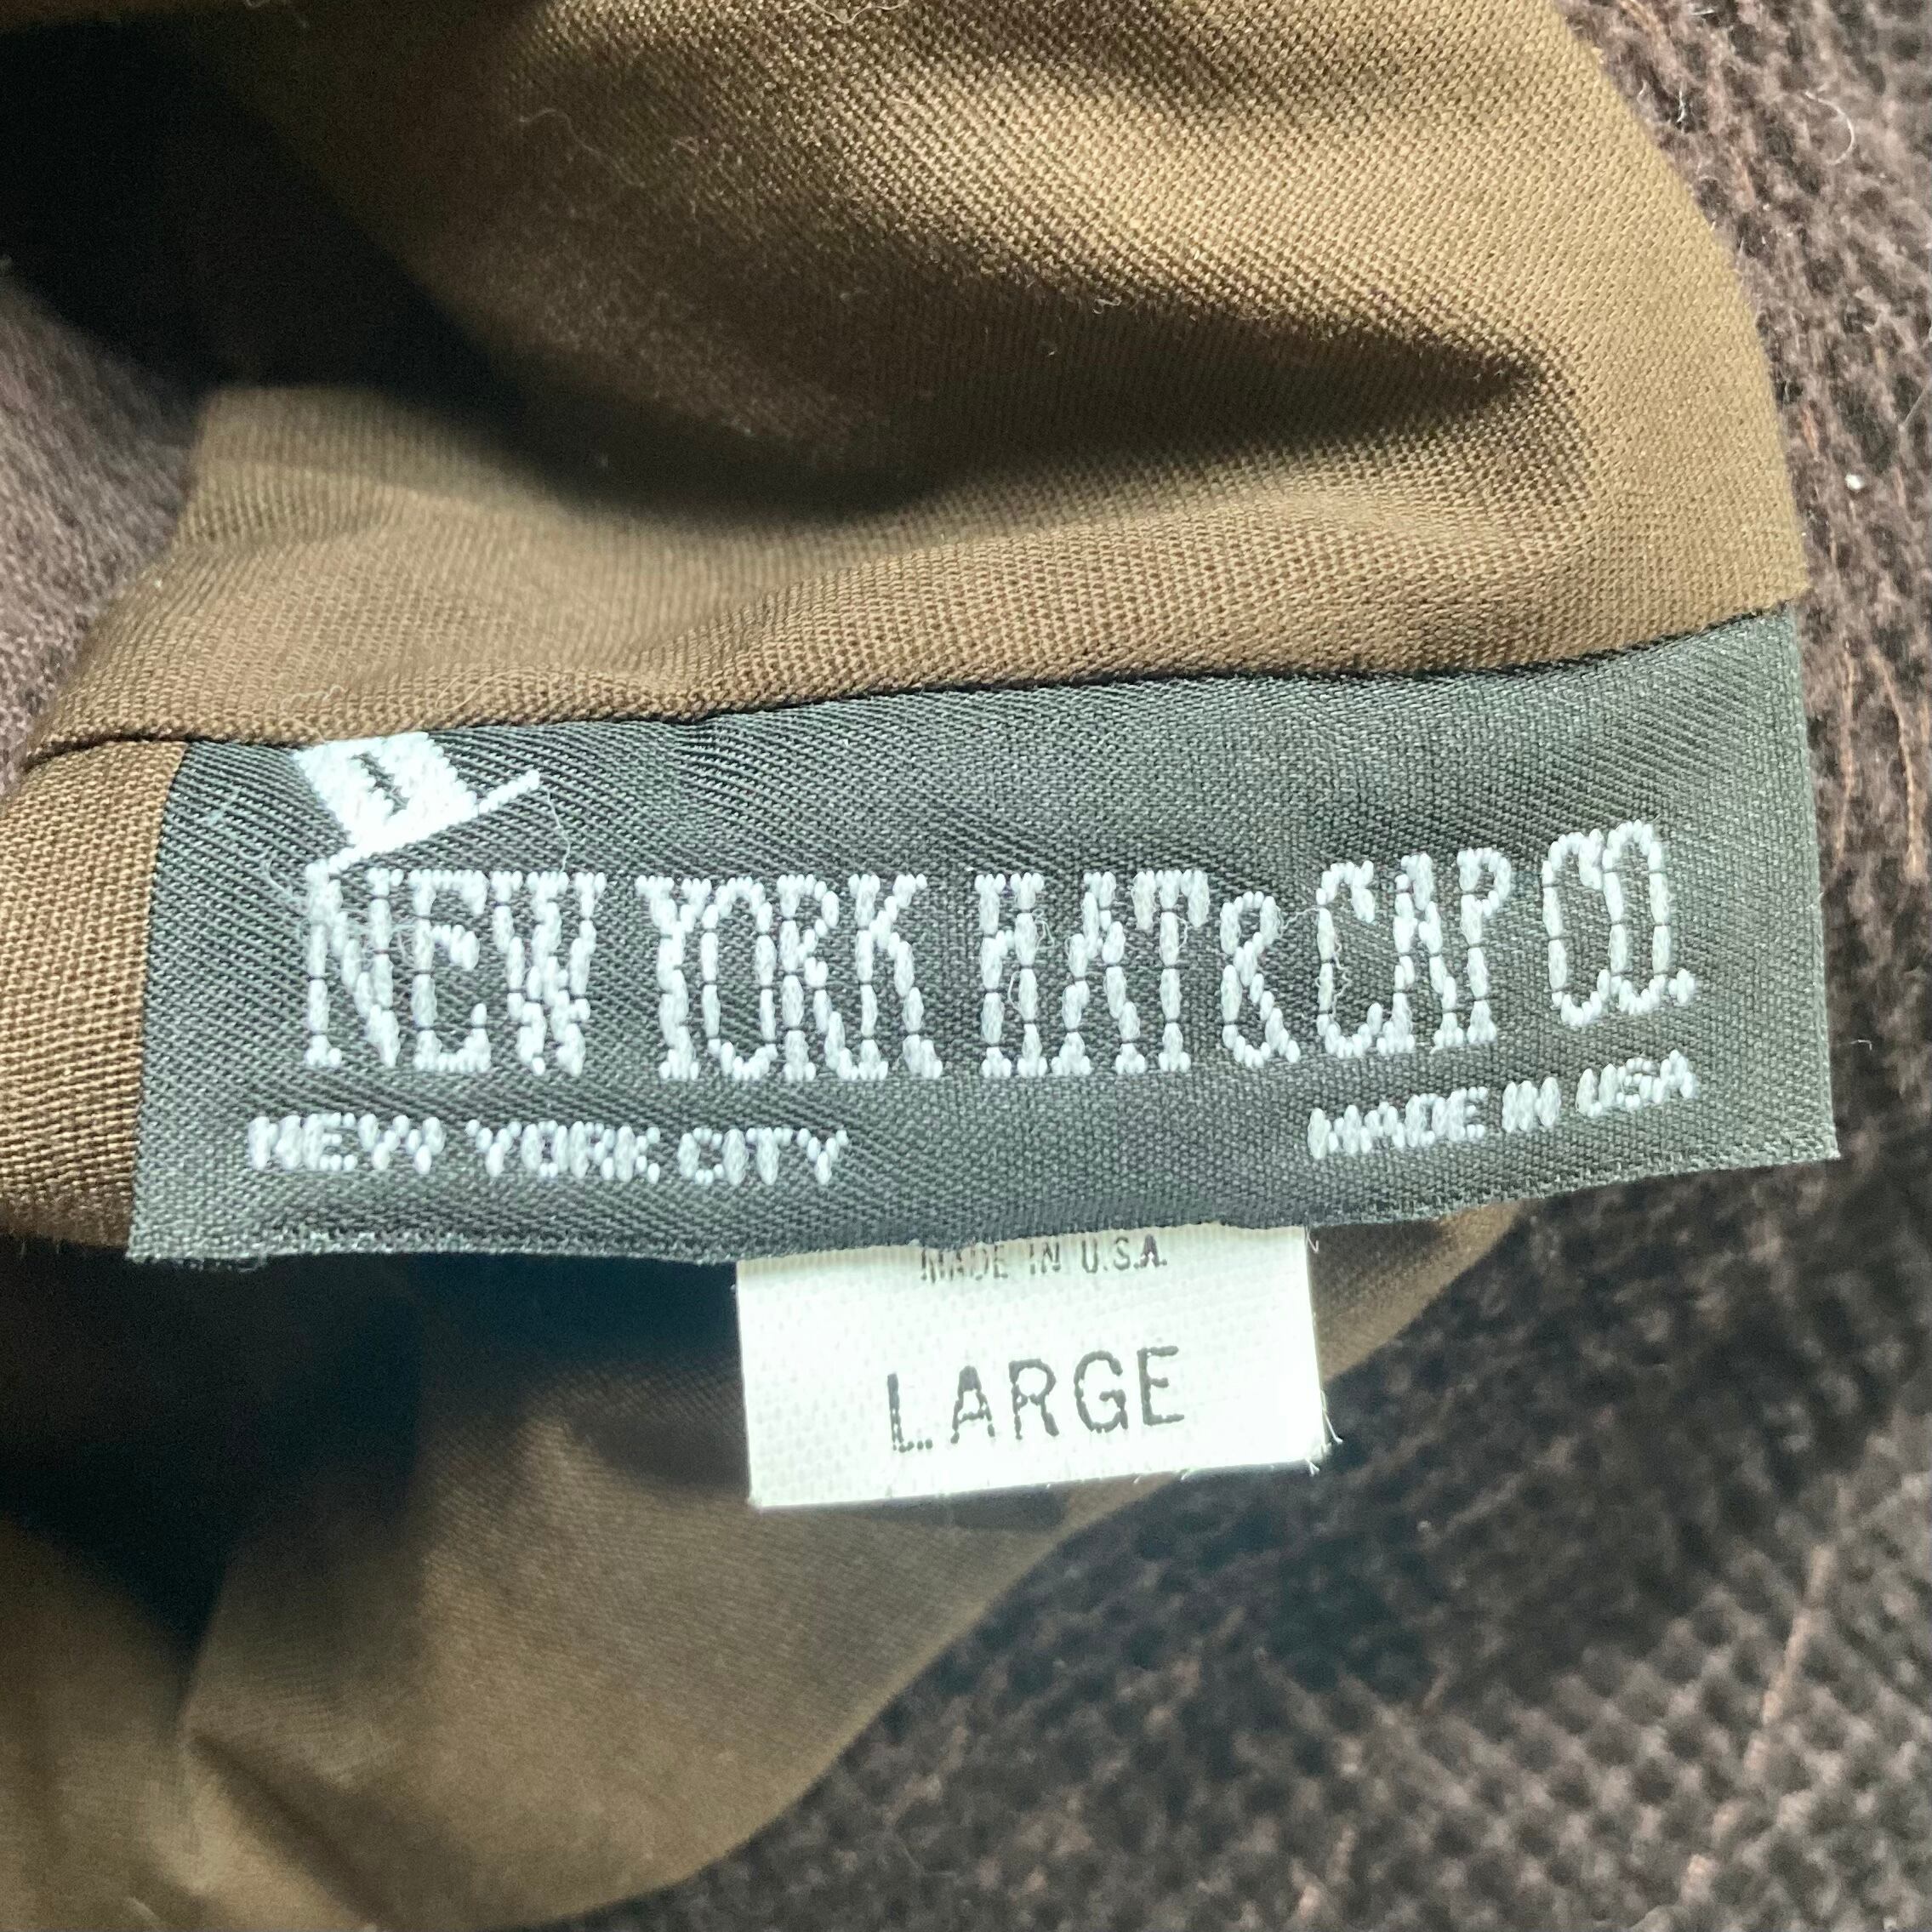 NEW YORK HAT & CAP CO.
NEW YORK CITY MADE IN USA
MADE IN U.S.A.
LARGE